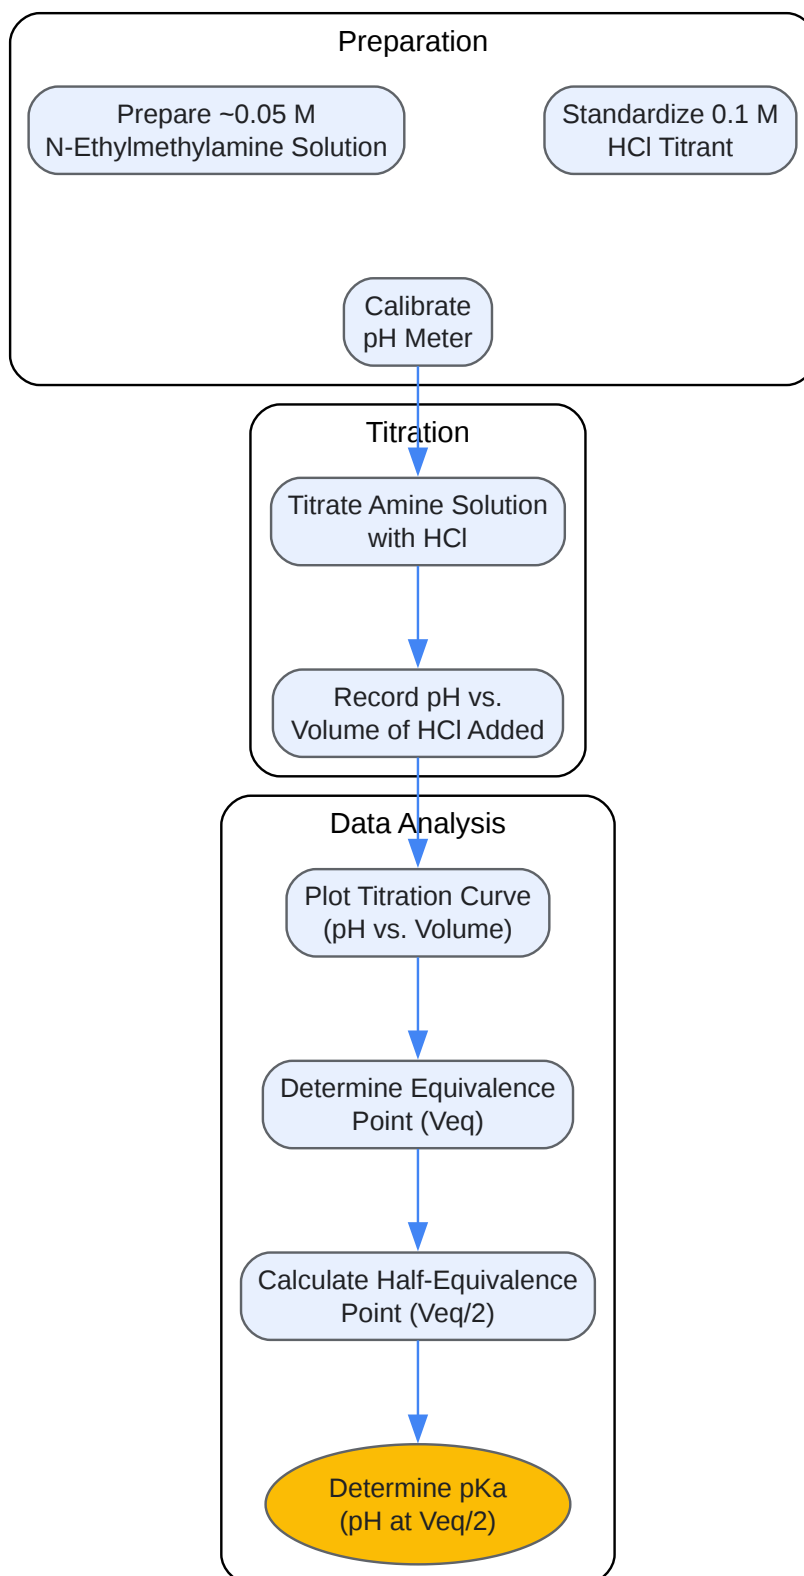 Preparation
Prepare ~0.05 M
N-Ethylmethylamine Solution
Standardize 0.1 M
HCl Titrant
Calibrate
pH Meter
Titration
Titrate Amine Solution
with HCl
Record pH vs.
Volume of HCl Added
Data Analysis
Plot Titration Curve
(pH vs. Volume)
Determine Equivalence
Point (Veq)
Calculate Half-Equivalence
Point (Veq/2)
Determine pKa
(pH at Veq/2)